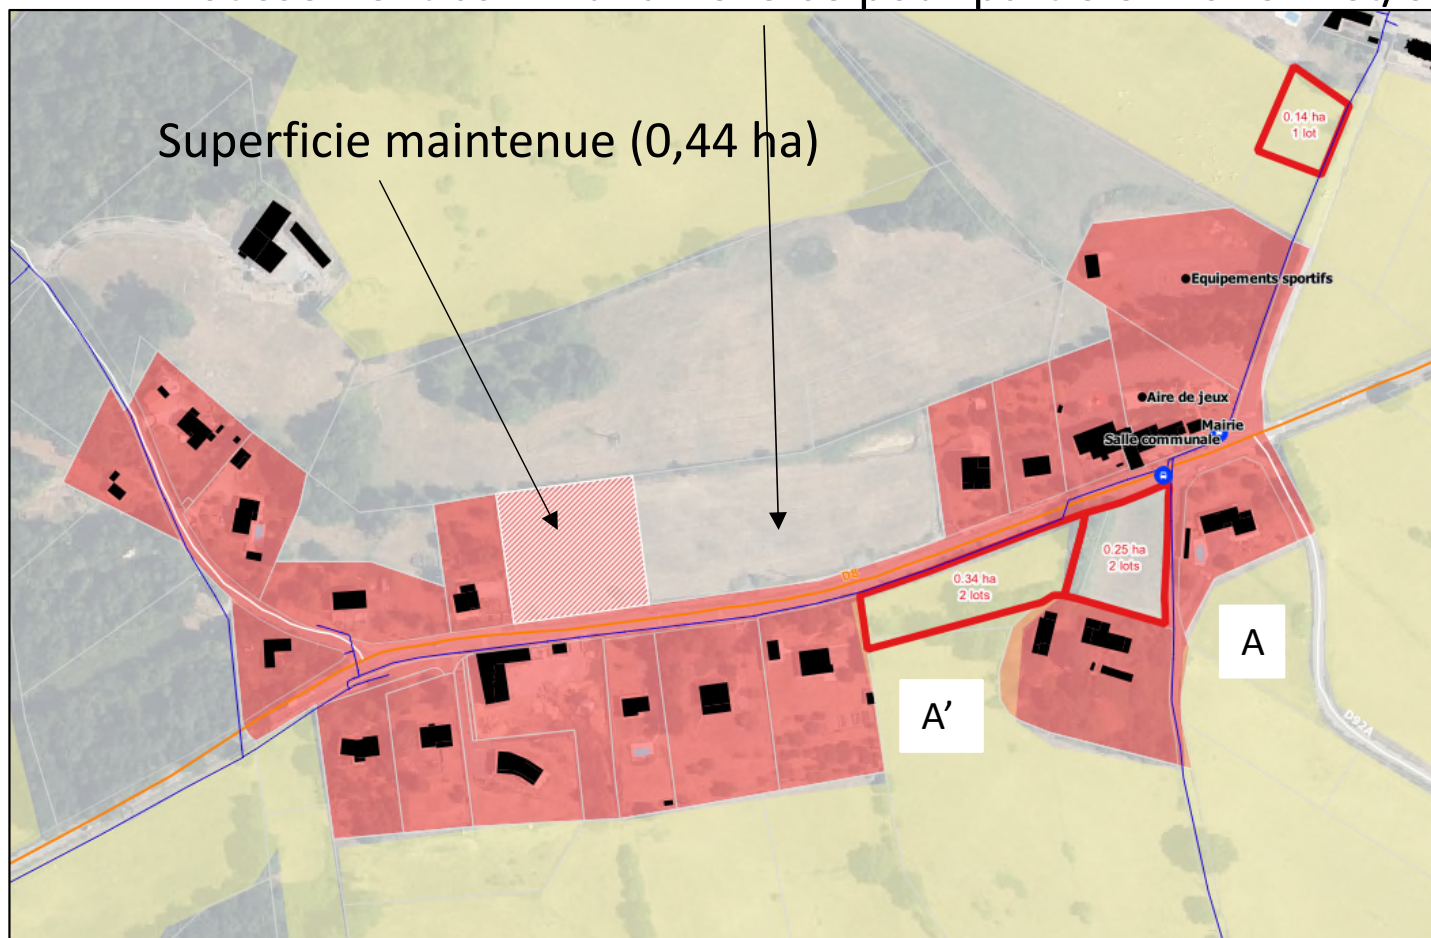 Superficie maintenue (0,44 ha)
0.14 ha
1 lot
Equipements sportifs
Aire de jeux
Mairie
Salle communale
D8
0.25 ha
2 lots
0.34 ha
2 lots
A
A’
D92A